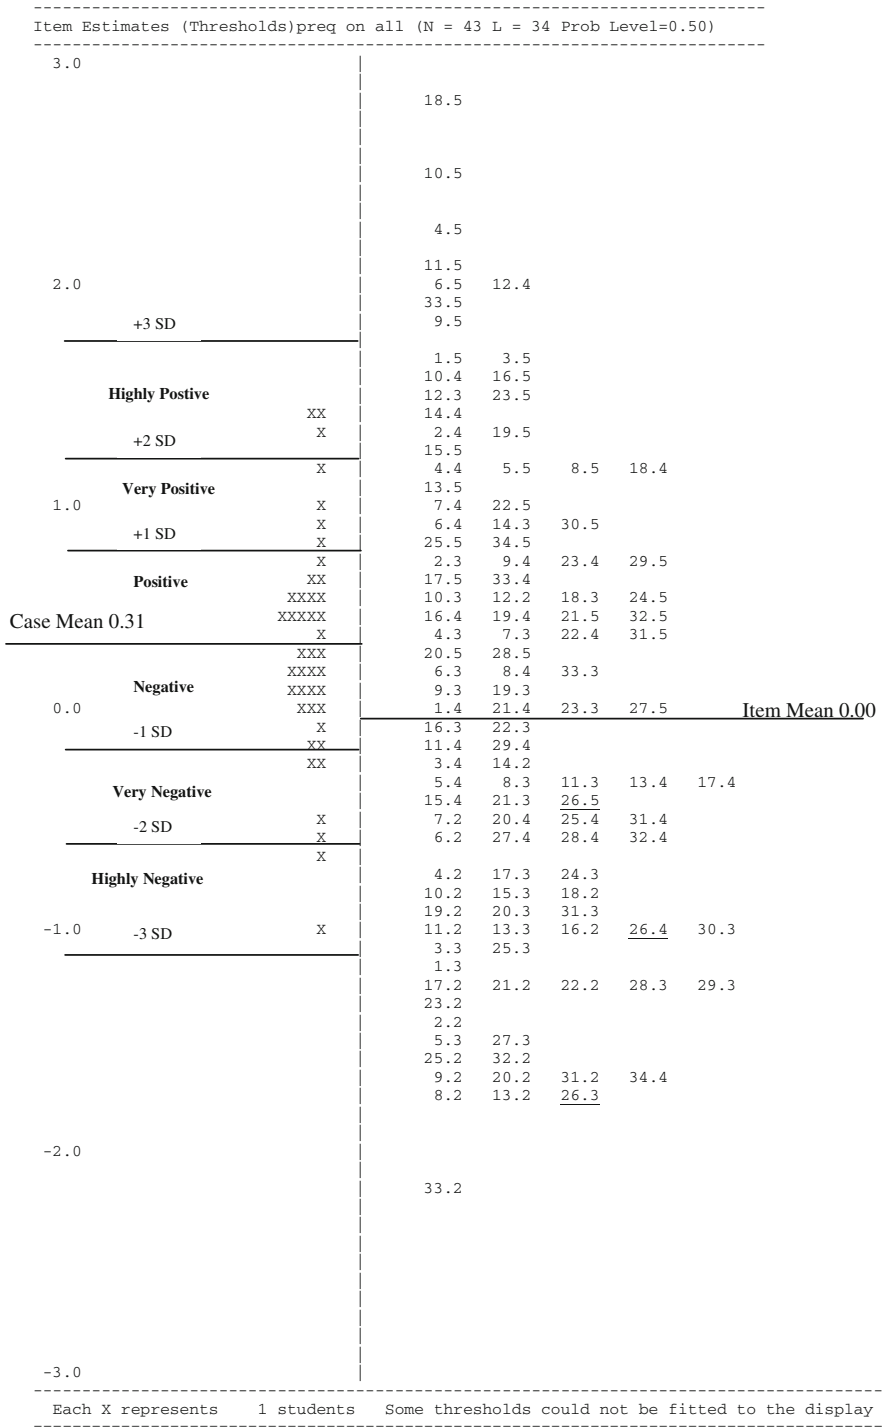 --------------------------------------------------------------------
Item Estimates (Thresholds)preq on all (N = 43 L = 34 Prob Level=0.50)
--------------------------------------------------------------------
3.0
18.5
10.5
4.5
11.5
2.0 6.5 12.4
33.5
+3 SD 9.5
1.5 3.5
10.4 16.5
Highly Postive 12.3 23.5
XX 14.4
+2 SD X 2.4 19.5
15.5
X 4.4 5.5 8.5 18.4
Very Positive 13.5
1.0 X 7.4 22.5
+1 SD X 6.4 14.3 30.5
X 25.5 34.5
X 2.3 9.4 23.4 29.5
Positive XX 17.5 33.4
XXXX 10.3 12.2 18.3 24.5
Case Mean 0.31 XXXXX 16.4 19.4 21.5 32.5
X 4.3 7.3 22.4 31.5
XXX 20.5 28.5
XXXX 6.3 8.4 33.3
Negative XXXX 9.3 19.3
0.0 XXX 1.4 21.4 23.3 27.5 Item Mean 0.00
-1 SD X 16.3 22.3
XX 11.4 29.4
XX 3.4 14.2
5.4 8.3 11.3 13.4 17.4
Very Negative 15.4 21.3 26.5
-2 SD X 7.2 20.4 25.4 31.4
X 6.2 27.4 28.4 32.4
X
4.2 17.3 24.3
Highly Negative 10.2 15.3 18.2
19.2 20.3 31.3
-1.0 -3 SD X 11.2 13.3 16.2 26.4 30.3
3.3 25.3
1.3
17.2 21.2 22.2 28.3 29.3
23.2
2.2
5.3 27.3
25.2 32.2
9.2 20.2 31.2 34.4
8.2 13.2 26.3
-2.0
33.2
-3.0
--------------------------------------------------------------------
Each X represents 1 students Some thresholds could not be fitted to the display
--------------------------------------------------------------------